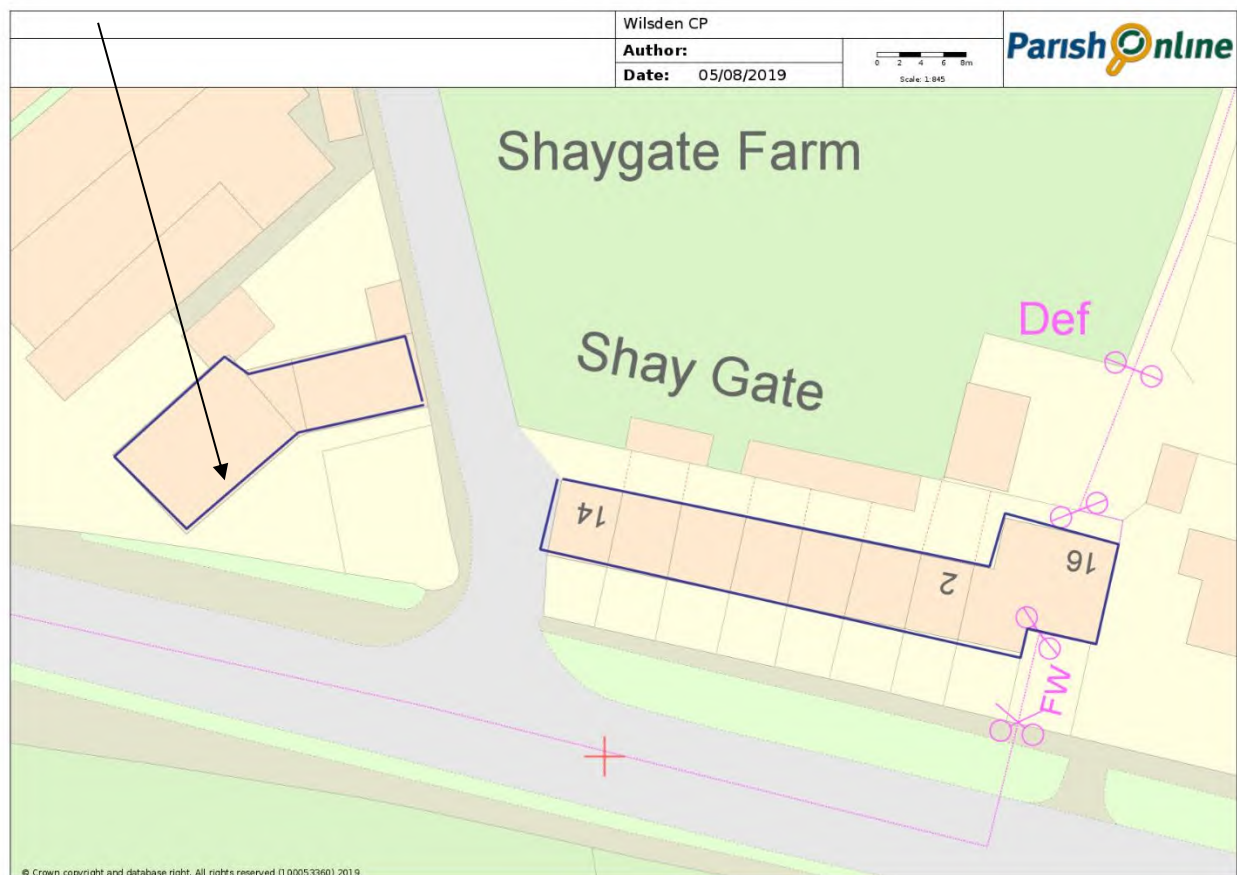 Wilsden CP
Author:
Date: 05/08/2019
0 2 4 6 8m
Scale: 1:845
Parish Online
Shaygate Farm
Def
Shay Gate
14
2
16
FW
© Crown copyright and database right. All rights reserved (100053360) 2019